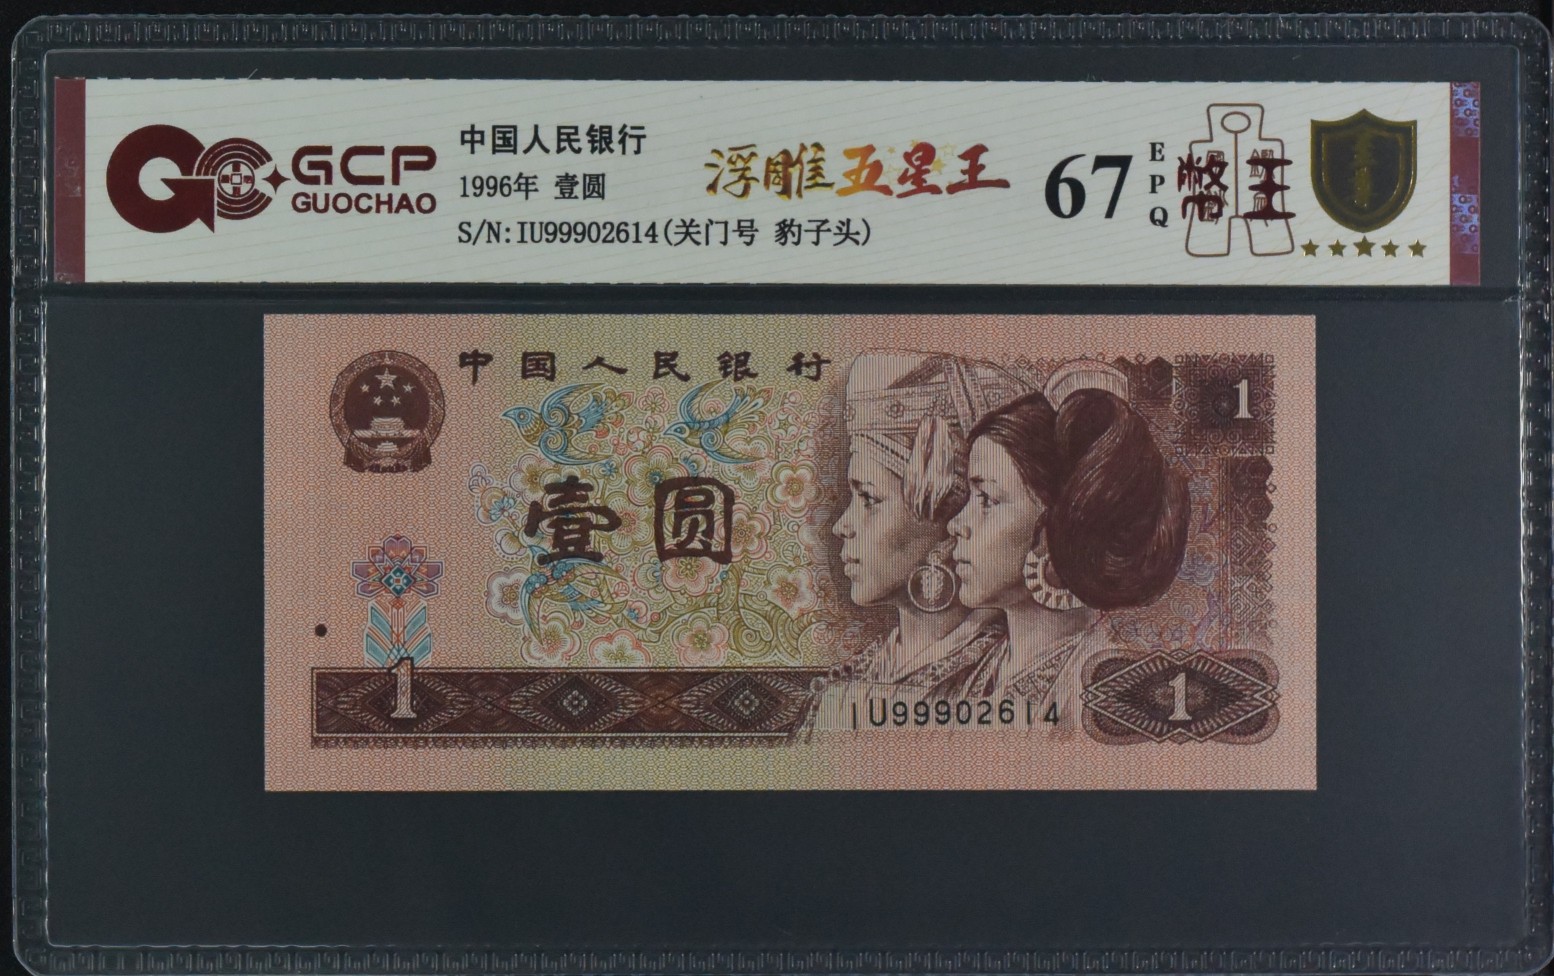 GCP
GUOCHAO
中国人民银行
1996年 壹圆
S/N:IU99902614(关门号 豹子头)
浮雕五星王
67
EPQ
中国人民银行
1
壹圆
1
IU99902614
1